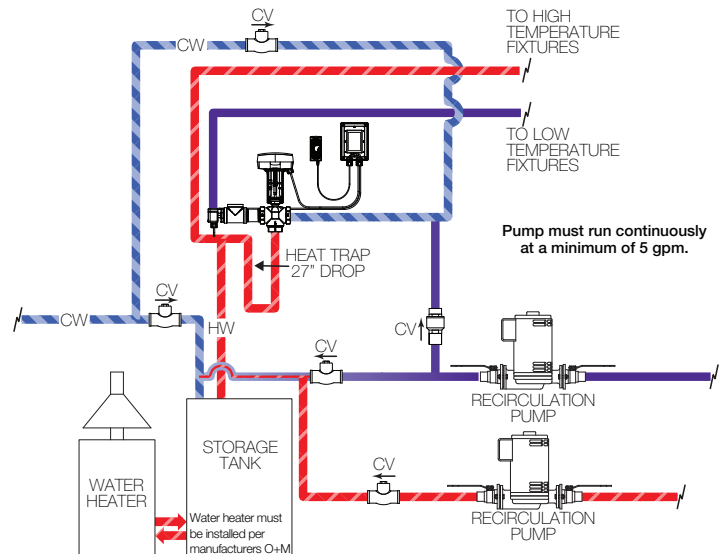 CV
CW
TO HIGH
TEMPERATURE
FIXTURES
TO LOW
TEMPERATURE
FIXTURES
Pump must run continuously
at a minimum of 5 gpm.
HEAT TRAP
27" DROP
CV
CW
HW
CV
CV
RECIRCULATION
PUMP
STORAGE
TANK
WATER
HEATER
CV
Water heater must
be installed per
manufacturers O+M
RECIRCULATION
PUMP